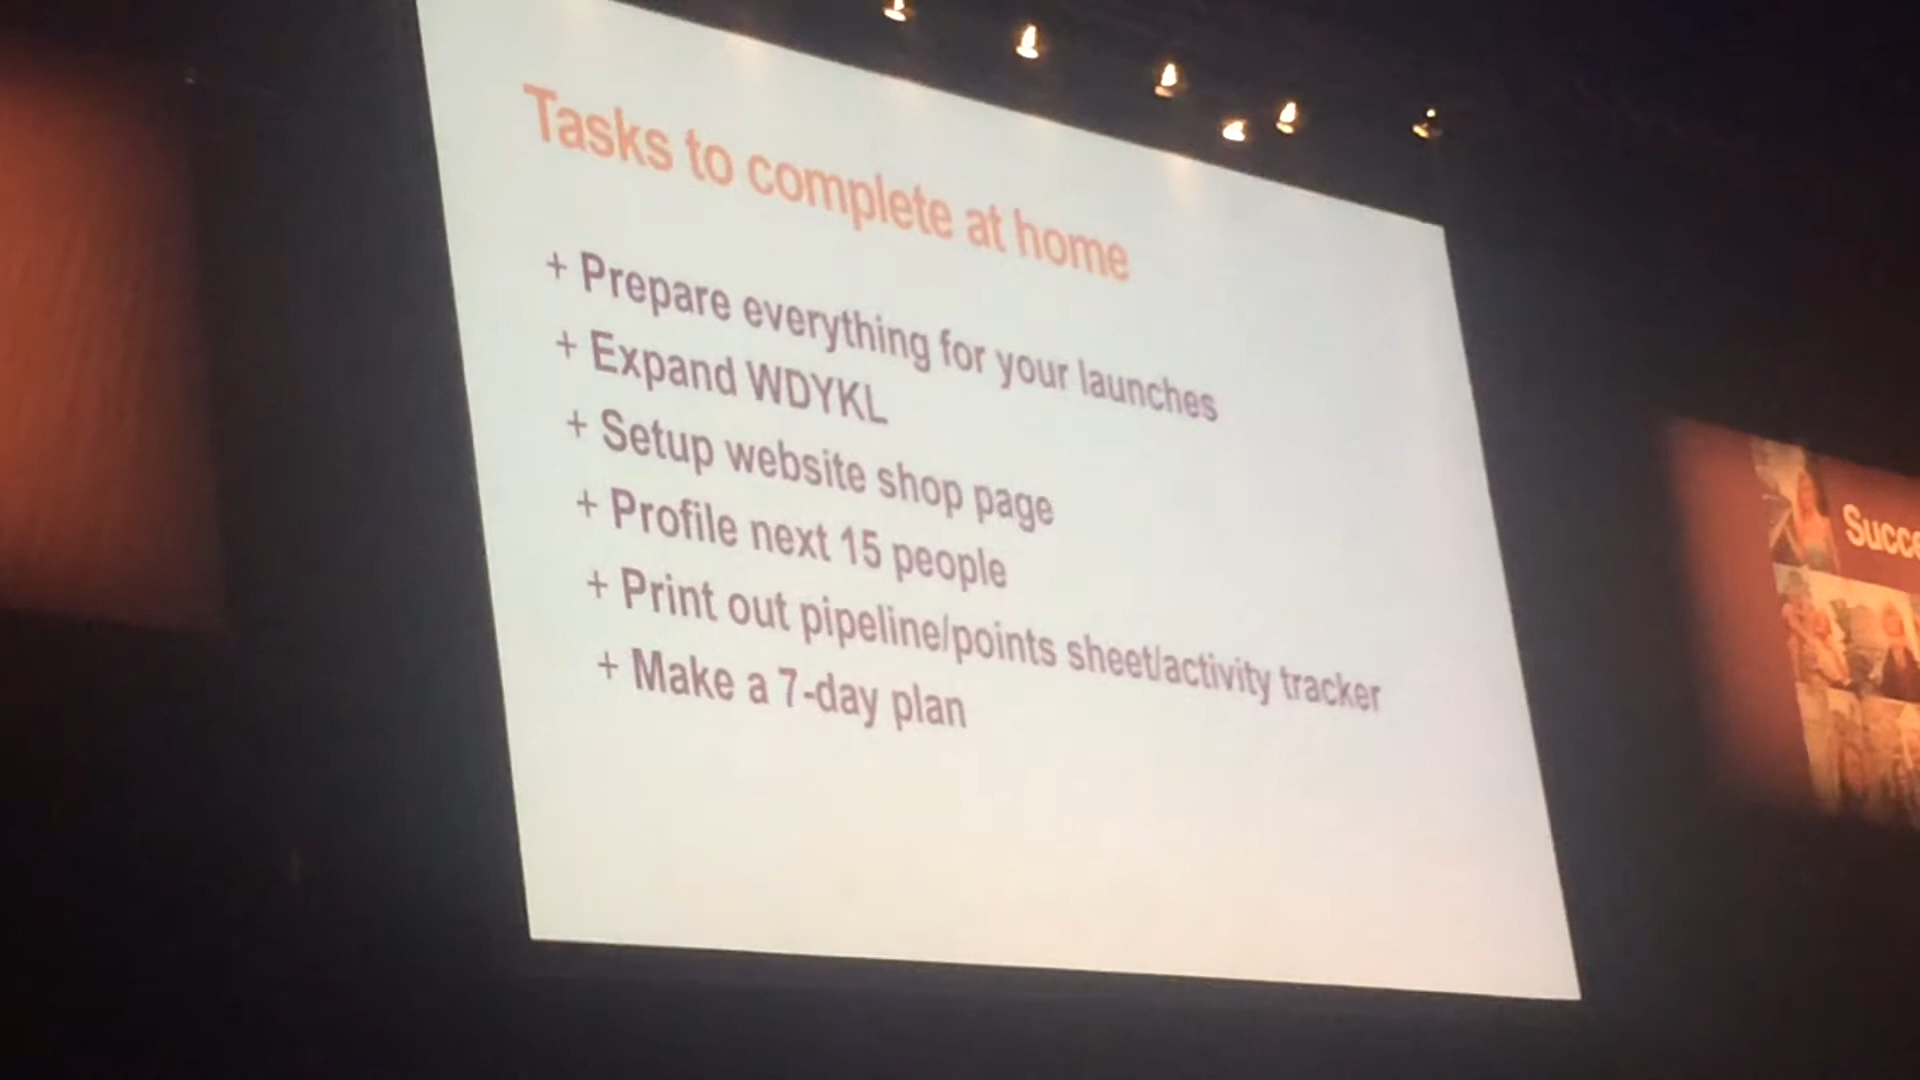 Tasks to complete at home
+ Prepare everything for your launches
+ Expand WDYKL
+ Setup website shop page
+ Profile next 15 people
+ Print out pipeline/points sheet/activity tracker
+ Make a 7-day plan
Succe